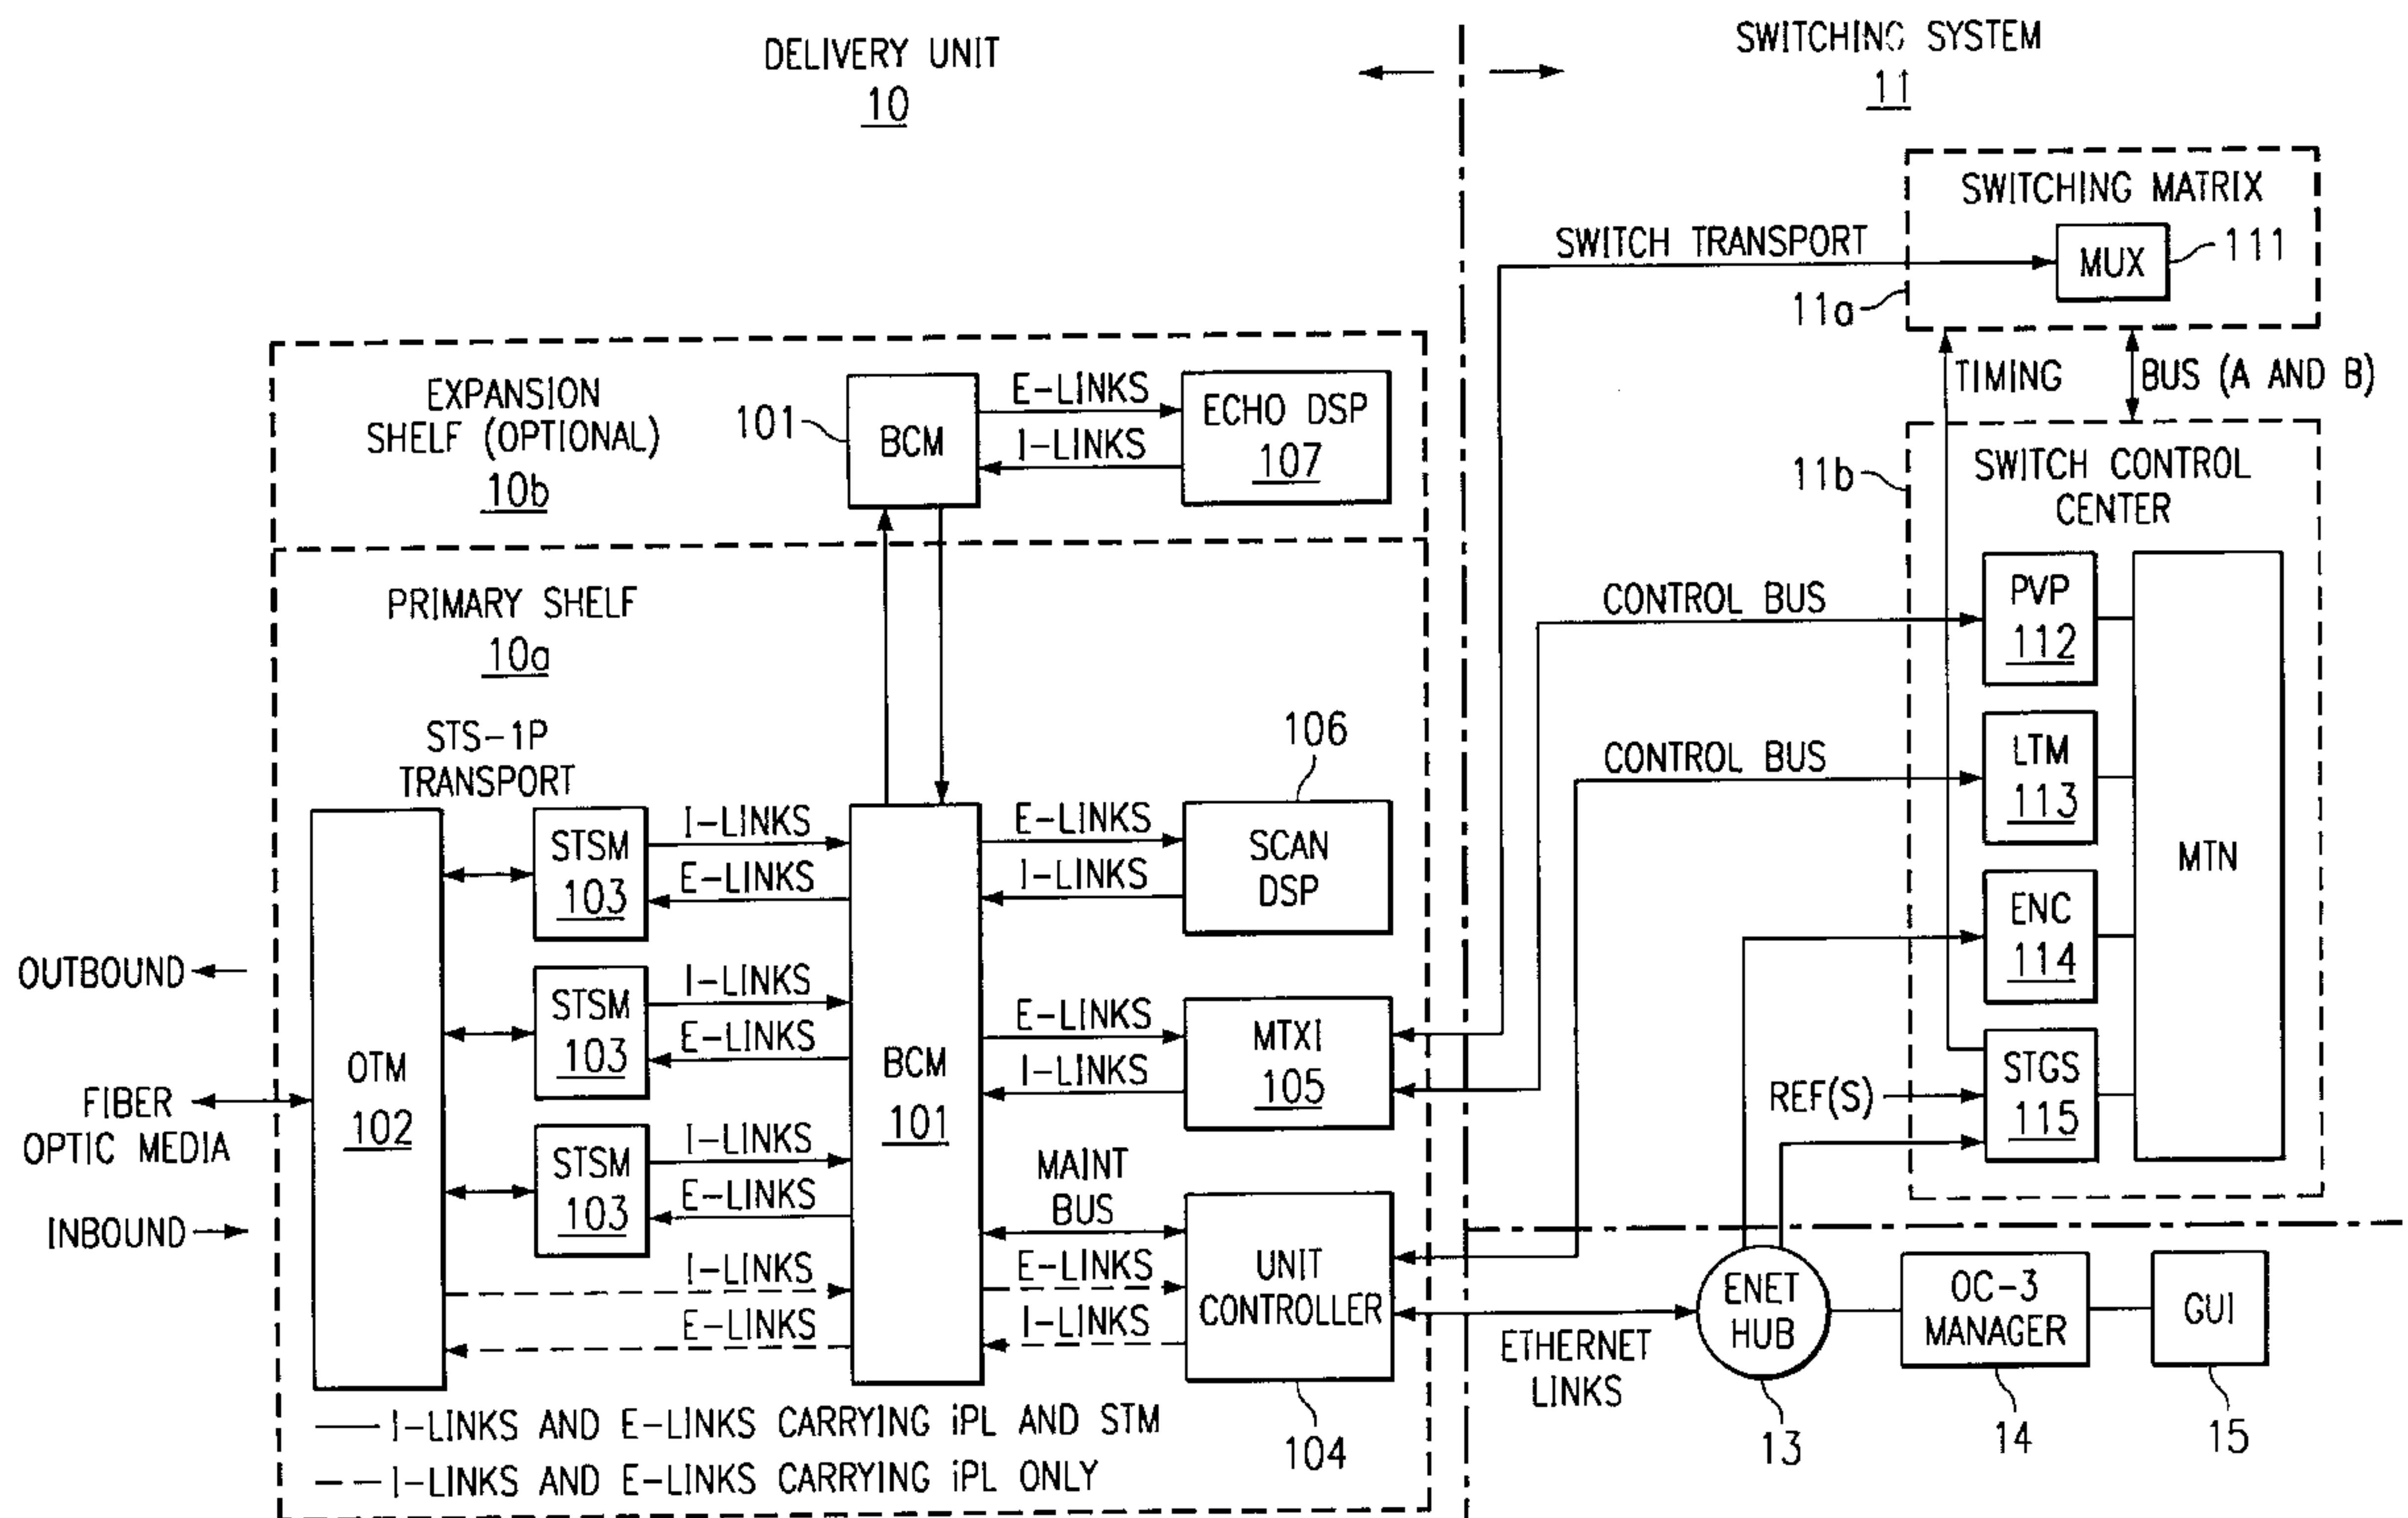 DELIVERY UNIT
10
SWITCHING SYSTEM
11
SWITCHING MATRIX
MUX
111
SWITCH TRANSPORT
11a
TIMING
BUS (A AND B)
EXPANSION
SHELF (OPTIONAL)
10b
101
BCM
E-LINKS
I-LINKS
ECHO DSP
107
11b
SWITCH CONTROL
CENTER
PRIMARY SHELF
10a
CONTROL BUS
PVP
112
STS-1P
TRANSPORT
106
CONTROL BUS
LTM
113
MTN
STSM
103
I-LINKS
E-LINKS
E-LINKS
I-LINKS
SCAN
DSP
ENC
114
OUTBOUND
STSM
103
I-LINKS
E-LINKS
OTM
102
BCM
101
E-LINKS
I-LINKS
MTXI
105
REF(S)
STGS
115
FIBER
OPTIC MEDIA
STSM
103
I-LINKS
E-LINKS
MAINT
BUS
INBOUND
I-LINKS
E-LINKS
E-LINKS
I-LINKS
UNIT
CONTROLLER
ETHERNET
LINKS
ENET
HUB
OC-3
MANAGER
GUI
104
13
14
15
I-LINKS AND E-LINKS CARRYING iPL AND STM
I-LINKS AND E-LINKS CARRYING iPL ONLY